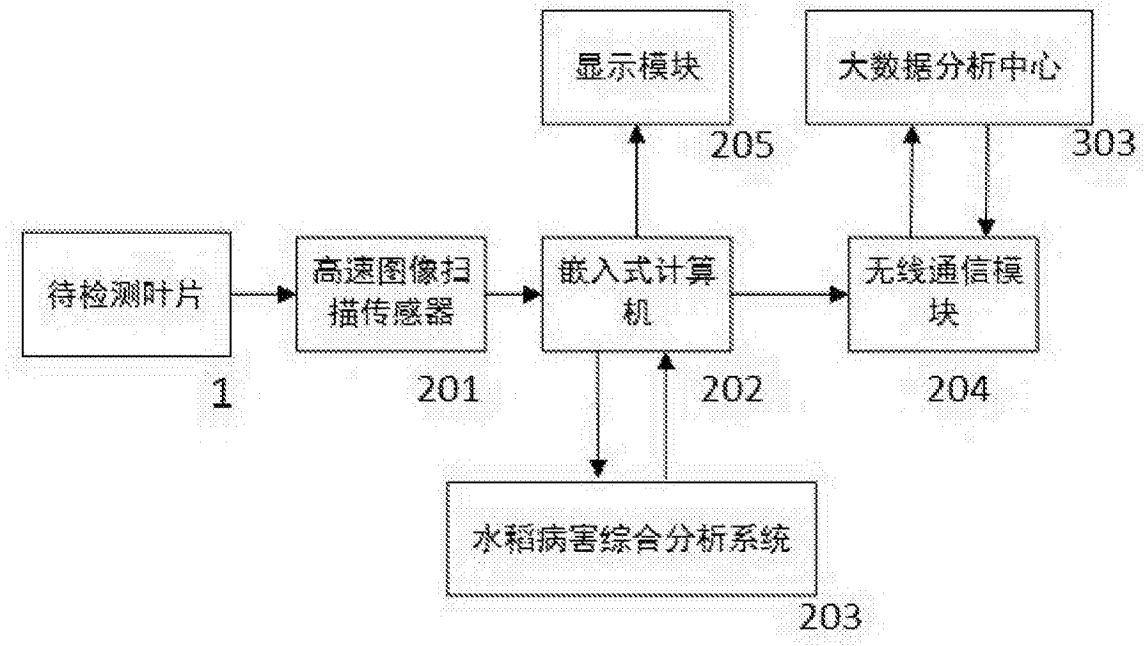 显示模块
205
大数据分析中心
303
待检测叶片
1
高速图像扫
描传感器
201
嵌入式计算
机
202
无线通信模
块
204
水稻病害综合分析系统
203